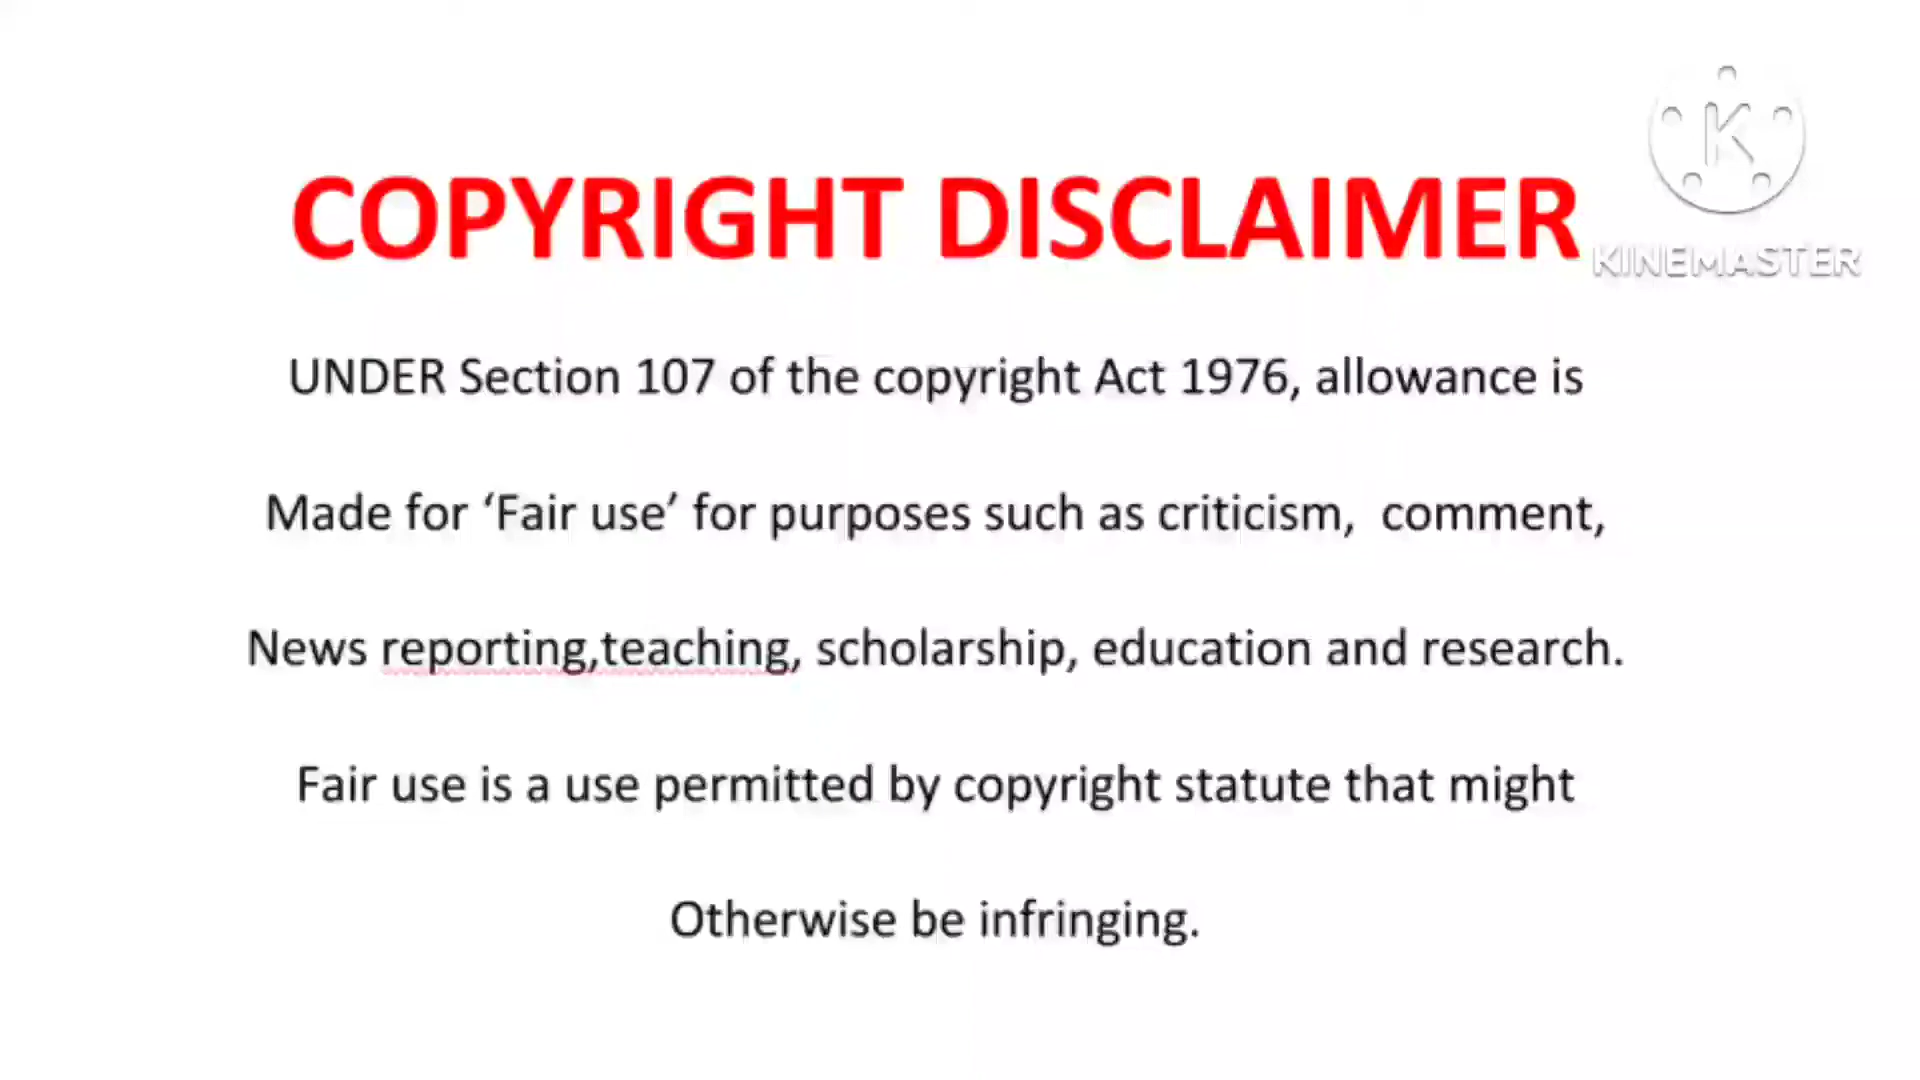 COPYRIGHT DISCLAIMER
K
KINEMASTER
UNDER Section 107 of the copyright Act 1976, allowance is
Made for ‘Fair use’ for purposes such as criticism,  comment,
News reporting,teaching, scholarship, education and research.
Fair use is a use permitted by copyright statute that might
Otherwise be infringing.